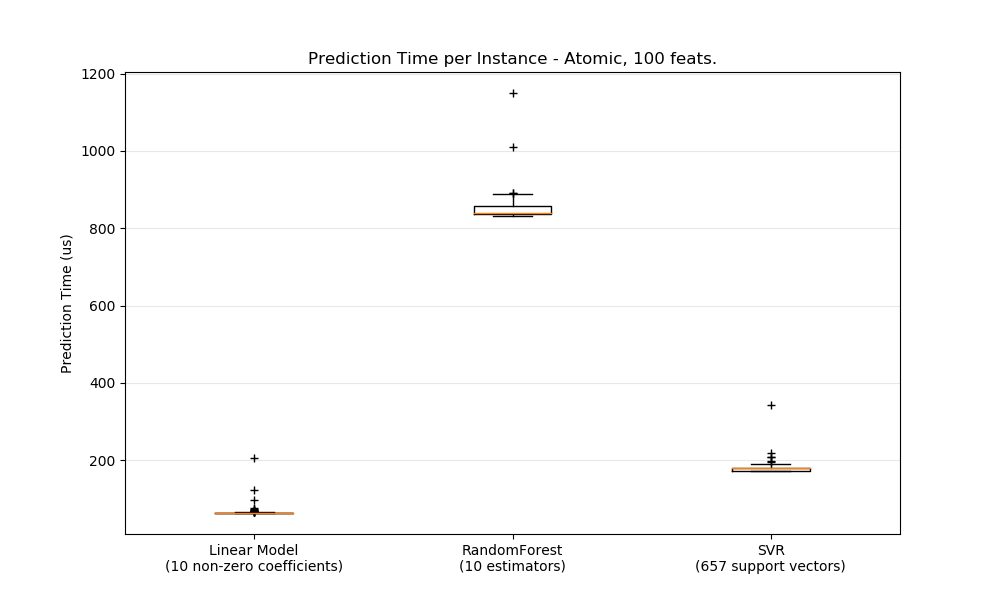 Prediction Time per Instance - Atomic, 100 feats.
1200
1000
800
600
400
200
Prediction Time (us)
Linear Model
(10 non-zero coefficients)
RandomForest
(10 estimators)
SVR
(657 support vectors)